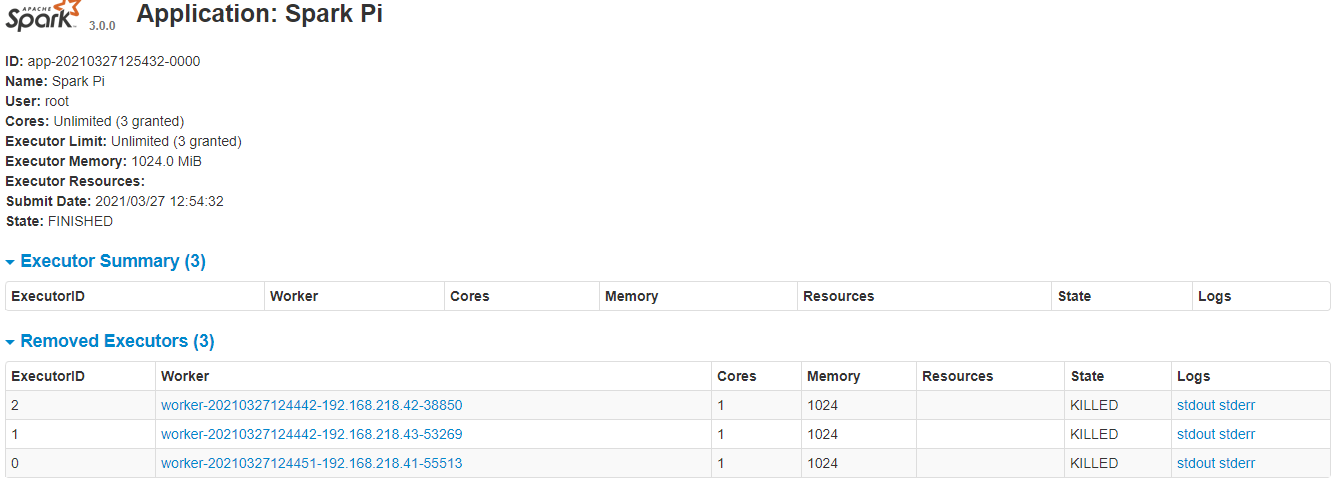 APACHE
Spark 3.0.0 Application: Spark Pi
ID: app-20210327125432-0000
Name: Spark Pi
User: root
Cores: Unlimited (3 granted)
Executor Limit: Unlimited (3 granted)
Executor Memory: 1024.0 MiB
Executor Resources:
Submit Date: 2021/03/27 12:54:32
State: FINISHED
Executor Summary (3)
ExecutorID Worker Cores Memory Resources State Logs
Removed Executors (3)
ExecutorID Worker Cores Memory Resources State Logs
2 worker-20210327124442-192.168.218.42-38850 1 1024 KILLED stdout stderr
1 worker-20210327124442-192.168.218.43-53269 1 1024 KILLED stdout stderr
0 worker-20210327124451-192.168.218.41-55513 1 1024 KILLED stdout stderr